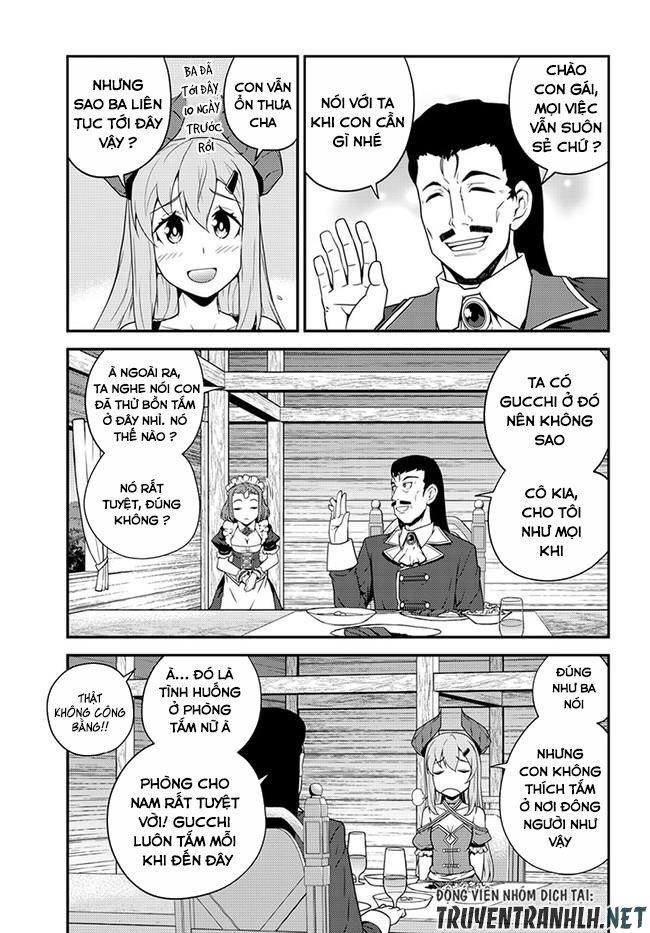 CHÀO
CON GÁI,
MỌI VIỆC
VẪN SUÔN
SẺ CHỨ ?
NÓI VỚI TA
KHI CON CẦN
GÌ NHÉ
CON VẪN
ỔN THƯA
CHA
BA ĐÃ
TỚI ĐÂY
10 NGÀY
TRƯỚC
RỒI
NHƯNG
SAO BA LIÊN
TỤC TỚI ĐÂY
VẬY ?
TA CÓ
GUCCHI Ở ĐÓ
NÊN KHÔNG
SAO
CÔ KIA,
CHO TÔI
NHƯ MỌI
KHI
À NGOÀI RA,
TA NGHE NÓI CON
ĐÃ THỬ BỒN TẮM
Ở ĐÂY NHỈ. NÓ
THẾ NÀO ?
NÓ RẤT
TUYỆT, ĐÚNG
KHÔNG ?
ĐÚNG
NHƯ BA
NÓI
NHƯNG
CON KHÔNG
THÍCH TẮM
Ở NƠI ĐÔNG
NGƯỜI NHƯ
VẬY
À... ĐÓ LÀ
TÌNH HUỐNG
Ở PHÒNG
TẮM NỮ À
PHÒNG CHO
NAM RẤT TUYỆT
VỜI! GUCCHI
LUÔN TẮM MỖI
KHI ĐẾN ĐÂY
THẬT
KHÔNG CÔNG
BẰNG!!
ĐỘNG VIÊN NHÓM DỊCH TẠI:
TRUYENTRANHLH.NET